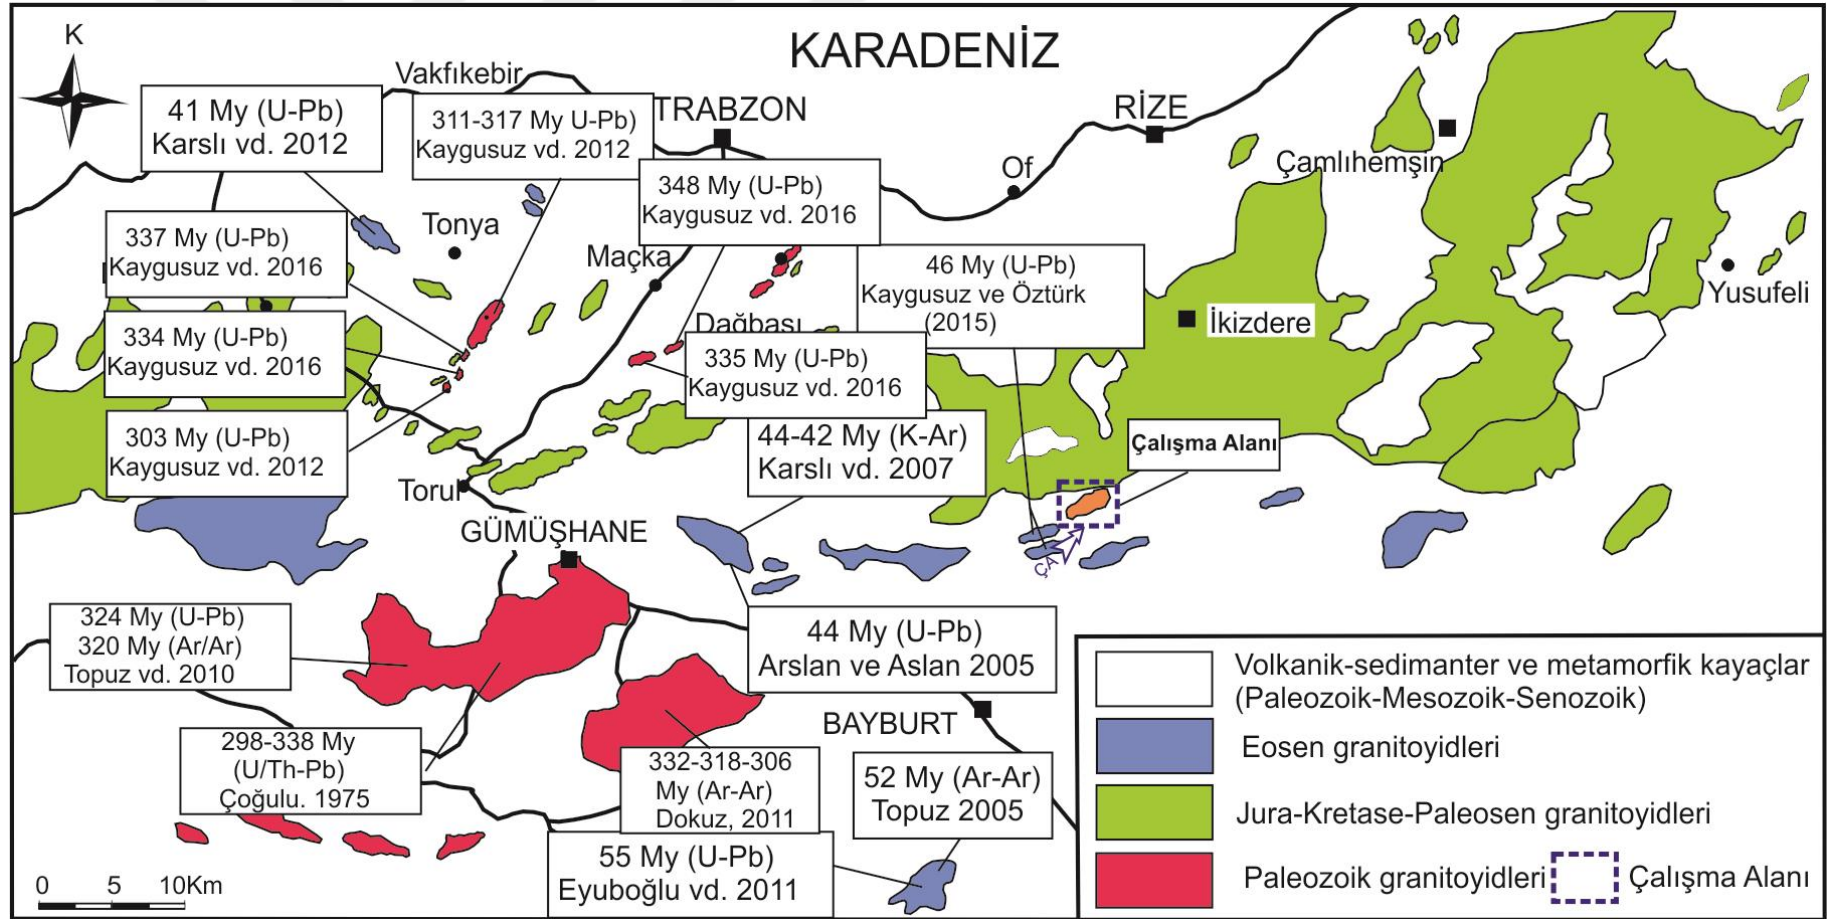 KARADENİZ
K
Vakfıkebir
41 My (U-Pb)
Karslı vd. 2012
311-317 My U-Pb)
Kaygusuz vd. 2012
TRABZON
RİZE
Of
Çamlıhemşin
348 My (U-Pb)
Kaygusuz vd. 2016
337 My (U-Pb)
Kaygusuz vd. 2016
Tonya
Maçka
46 My (U-Pb)
Kaygusuz ve Öztürk
(2015)
Yusufeli
İkizdere
334 My (U-Pb)
Kaygusuz vd. 2016
Dağbaşı
335 My (U-Pb)
Kaygusuz vd. 2016
303 My (U-Pb)
Kaygusuz vd. 2012
44-42 My (K-Ar)
Karslı vd. 2007
Çalışma Alanı
Torul
GÜMÜŞHANE
ÇA
324 My (U-Pb)
320 My (Ar/Ar)
Topuz vd. 2010
44 My (U-Pb)
Arslan ve Aslan 2005
BAYBURT
298-338 My
(U/Th-Pb)
Çoğulu. 1975
332-318-306
My (Ar-Ar)
Dokuz, 2011
52 My (Ar-Ar)
Topuz 2005
55 My (U-Pb)
Eyuboğlu vd. 2011
0 5 10Km
Volkanik-sedimanter ve metamorfik kayaçlar
(Paleozoik-Mesozoik-Senozoik)
Eosen granitoyidleri
Jura-Kretase-Paleosen granitoyidleri
Paleozoik granitoyidleri
Çalışma Alanı